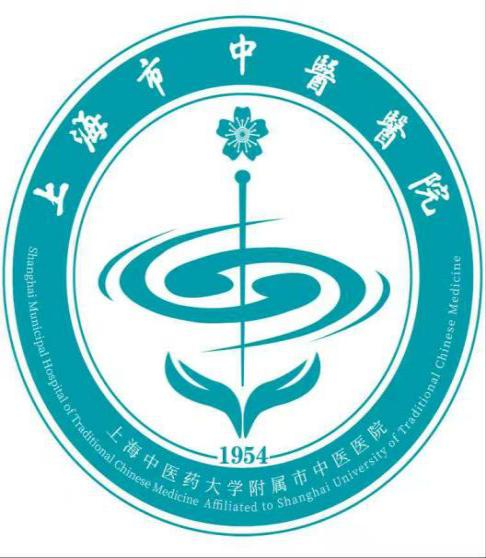 上海市中醫醫院
1954
上海中医药大学附属市中医医院
Shanghai Municipal Hospital of Traditional Chinese Medicine Affiliated to Shanghai University of Traditional Chinese Medicine